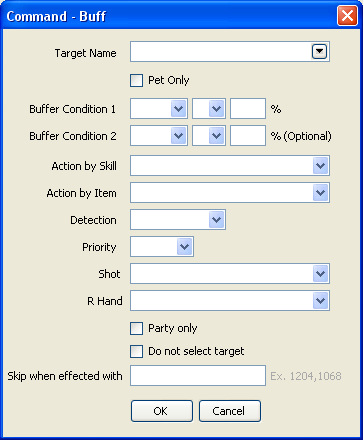 Command - Buff
Target Name
Pet Only
Buffer Condition 1 %
Buffer Condition 2 % (Optional)
Action by Skill
Action by Item
Detection
Priority
Shot
R Hand
Party only
Do not select target
Skip when effected with Ex. 1204,1068
OK Cancel